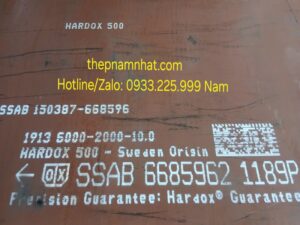 HARDOX 500
thepnamnhat.com
Hotline/Zalo: 0933.225.999 Nam
SSAB i50387-668596
1913 6000-2000-10.0
HARDOX 500 - Sweden Origin
← SSAB 6685962 1189P
Precision Guarantee: Hardox® Guarantee